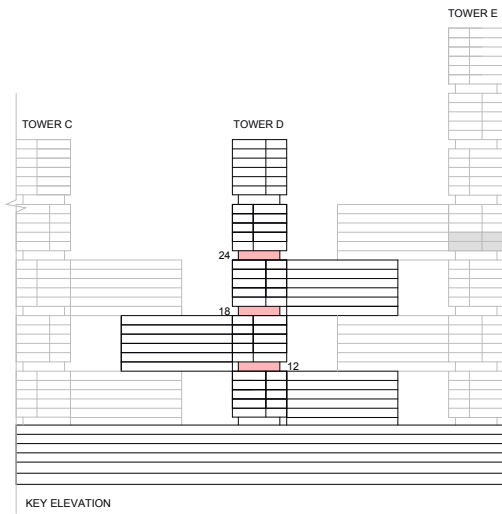 TOWER E
TOWER C
TOWER D
24
18
12
KEY ELEVATION